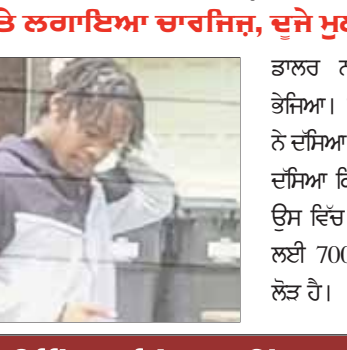 ਲਗਾਇਆ ਚਾਰਜਿਜ਼, ਦੂਜੇ
ਡਾਲਰ
ਭੇਜਿਆ।
ਨੇ ਦੱਸਿਆ
ਦੱਸਿਆ
ਉਸ ਵਿੱਚ
ਲਈ 700
ਲੋੜ ਹੈ।